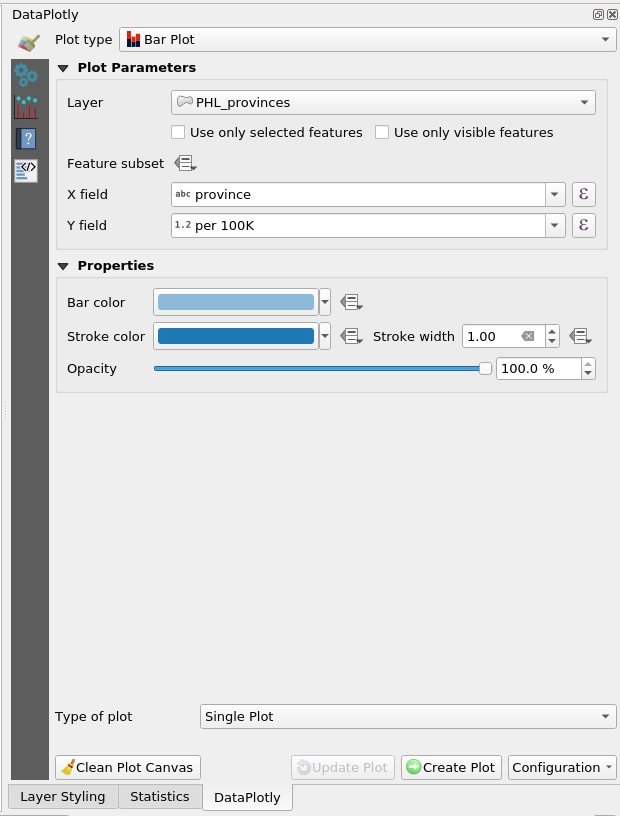 DataPlotly
Plot type Bar Plot
Plot Parameters
Layer PHL_provinces
Use only selected features Use only visible features
Feature subset
X field abc province ε
Y field 1.2 per 100K ε
Properties
Bar color
Stroke color Stroke width 1.00
Opacity 100.0 %
Type of plot Single Plot
Clean Plot Canvas Update Plot Create Plot Configuration
Layer Styling Statistics DataPlotly